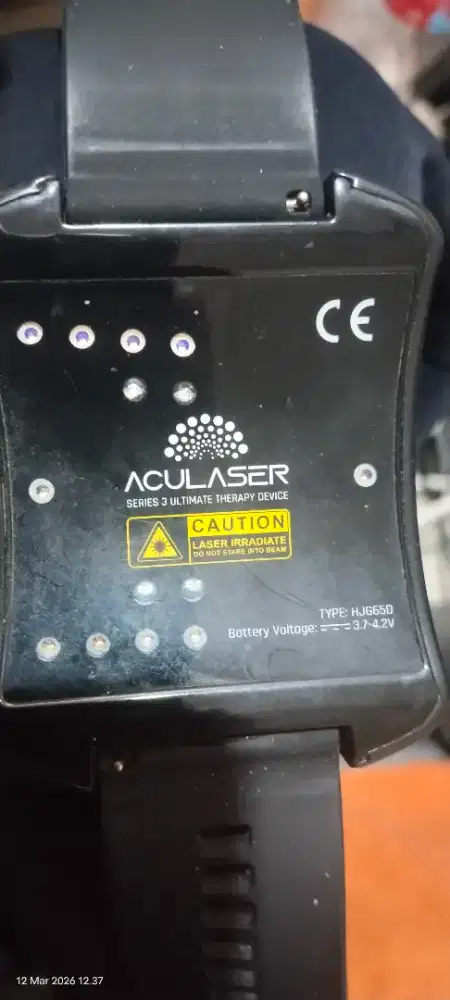 CE
ACULASER
SERIES 3 ULTIMATE THERAPY DEVICE
CAUTION
LASER IRRADIATE
DO NOT STARE INTO BEAM
TYPE: HJG65D
Battery Voltage: 3.7-4.2V
12 Mar 2026 12.37